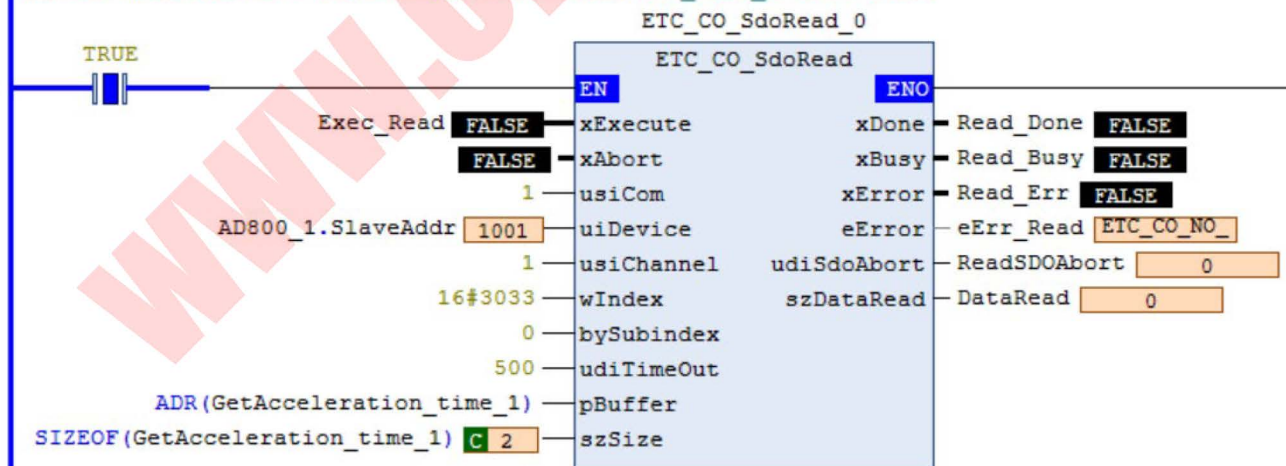 ETC_CO_SdoRead_0
TRUE
ETC_CO_SdoRead
EN ENO
Exec_Read FALSE xExecute xDone Read_Done FALSE
FALSE xAbort xBusy Read_Busy FALSE
1 usiCom xError Read_Err FALSE
AD800_1.SlaveAddr 1001 uiDevice eError eErr_Read ETC_CO_NO_
1 usiChannel udiSdoAbort ReadSDOAbort 0
16#3033 wIndex szDataRead DataRead 0
0 bySubindex
500 udiTimeOut
ADR(GetAcceleration_time_1) pBuffer
SIZEOF(GetAcceleration_time_1) C 2 szSize
www.